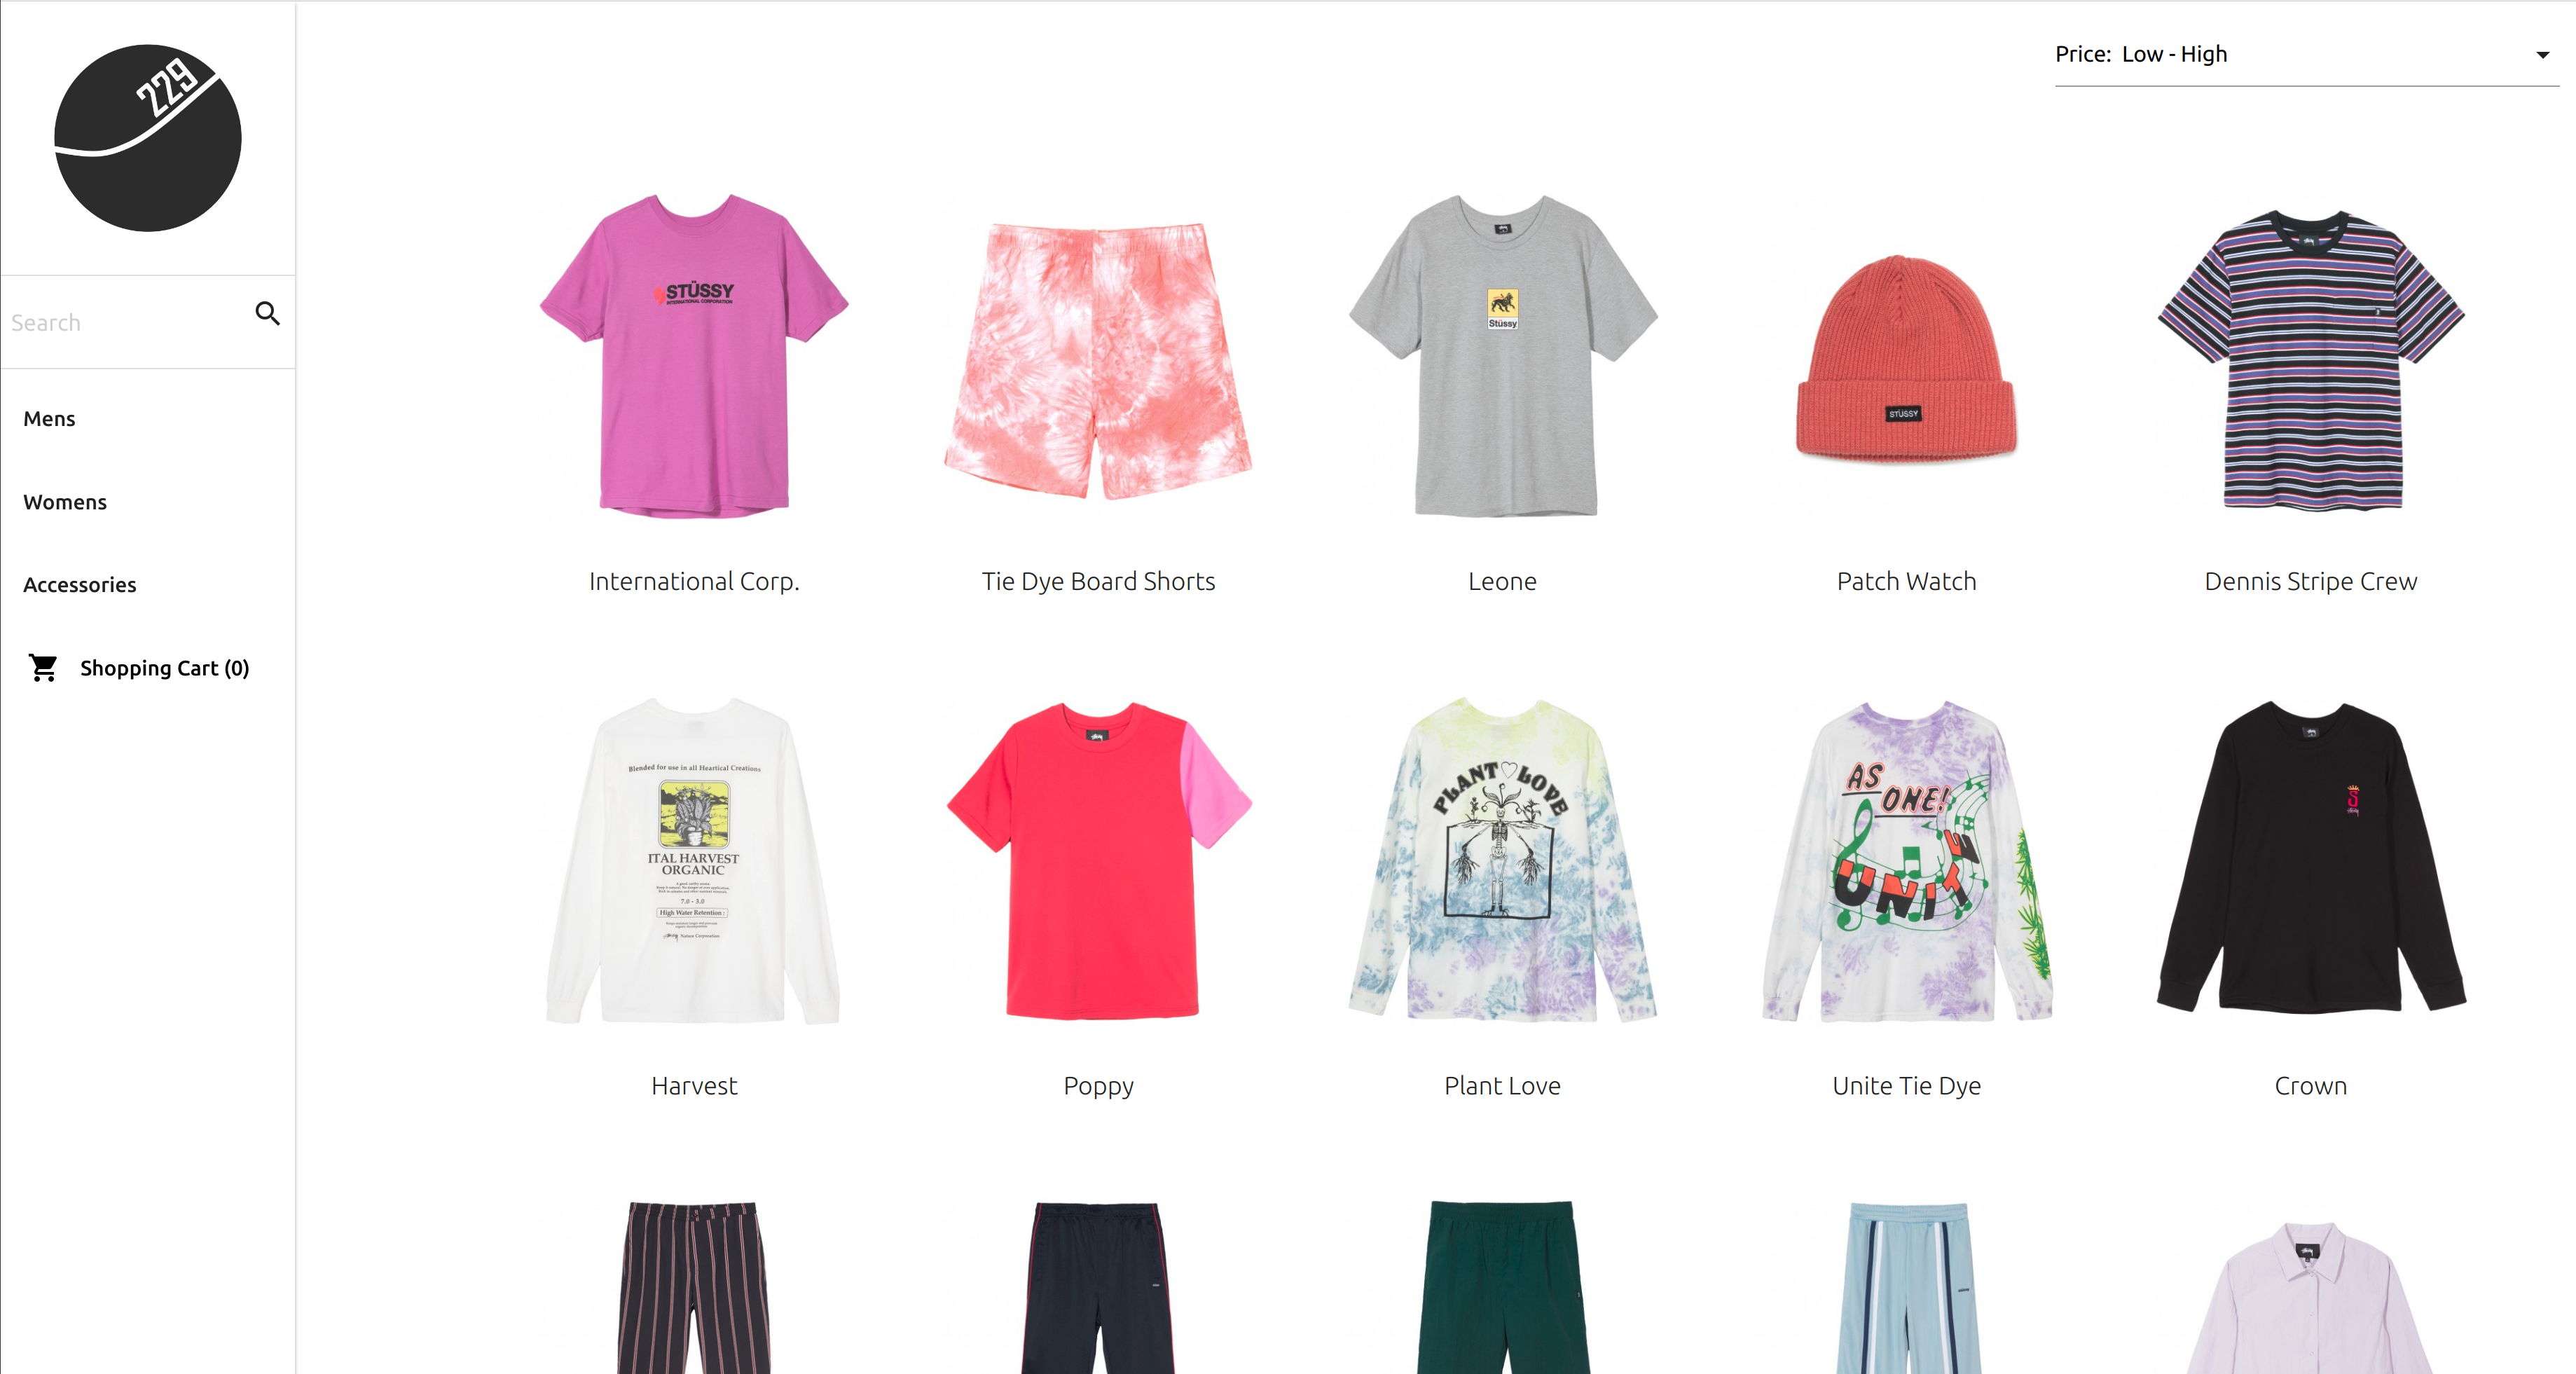 229
Price: Low - High
Search
Mens
Womens
Accessories
Shopping Cart (0)
STÜSSY
INTERNATIONAL CORPORATION
Stüssy
STÜSSY
International Corp.
Tie Dye Board Shorts
Leone
Patch Watch
Dennis Stripe Crew
Blended for use in all Heartical Creations
ITAL HARVEST
ORGANIC
7.0 - 3.0
High Water Retention :
Nature Corporation
PLANT LOVE
AS
ONE!
UNITE
S
Harvest
Poppy
Plant Love
Unite Tie Dye
Crown